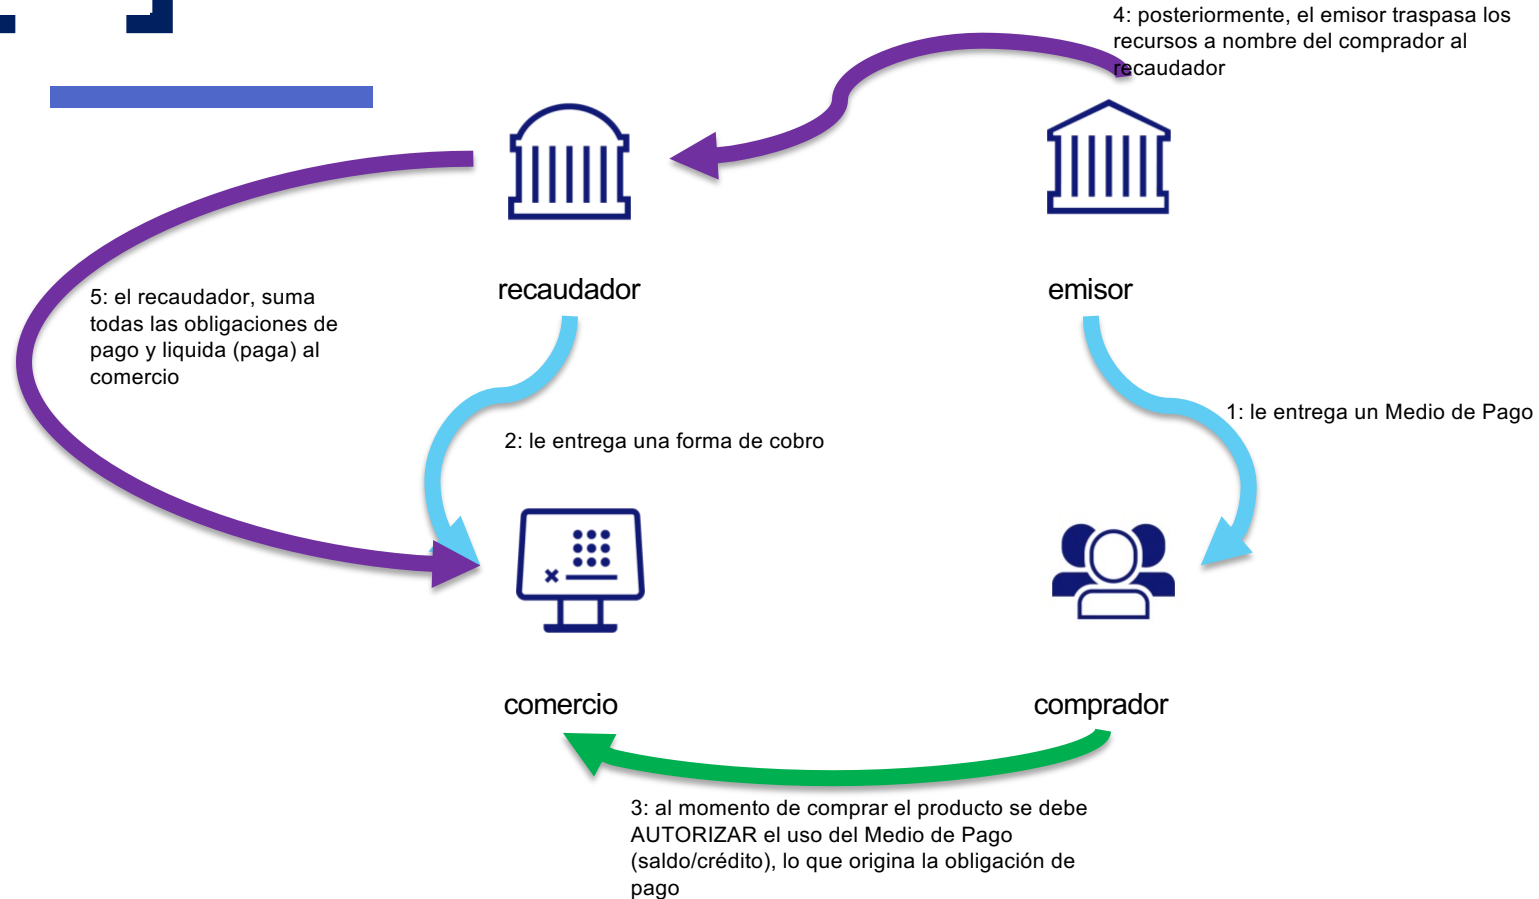 4: posteriormente, el emisor traspasa los
recursos a nombre del comprador al
recaudador
recaudador
emisor
5: el recaudador, suma
todas las obligaciones de
pago y liquida (paga) al
comercio
1: le entrega un Medio de Pago
2: le entrega una forma de cobro
comercio
comprador
3: al momento de comprar el producto se debe
AUTORIZAR el uso del Medio de Pago
(saldo/crédito), lo que origina la obligación de
pago